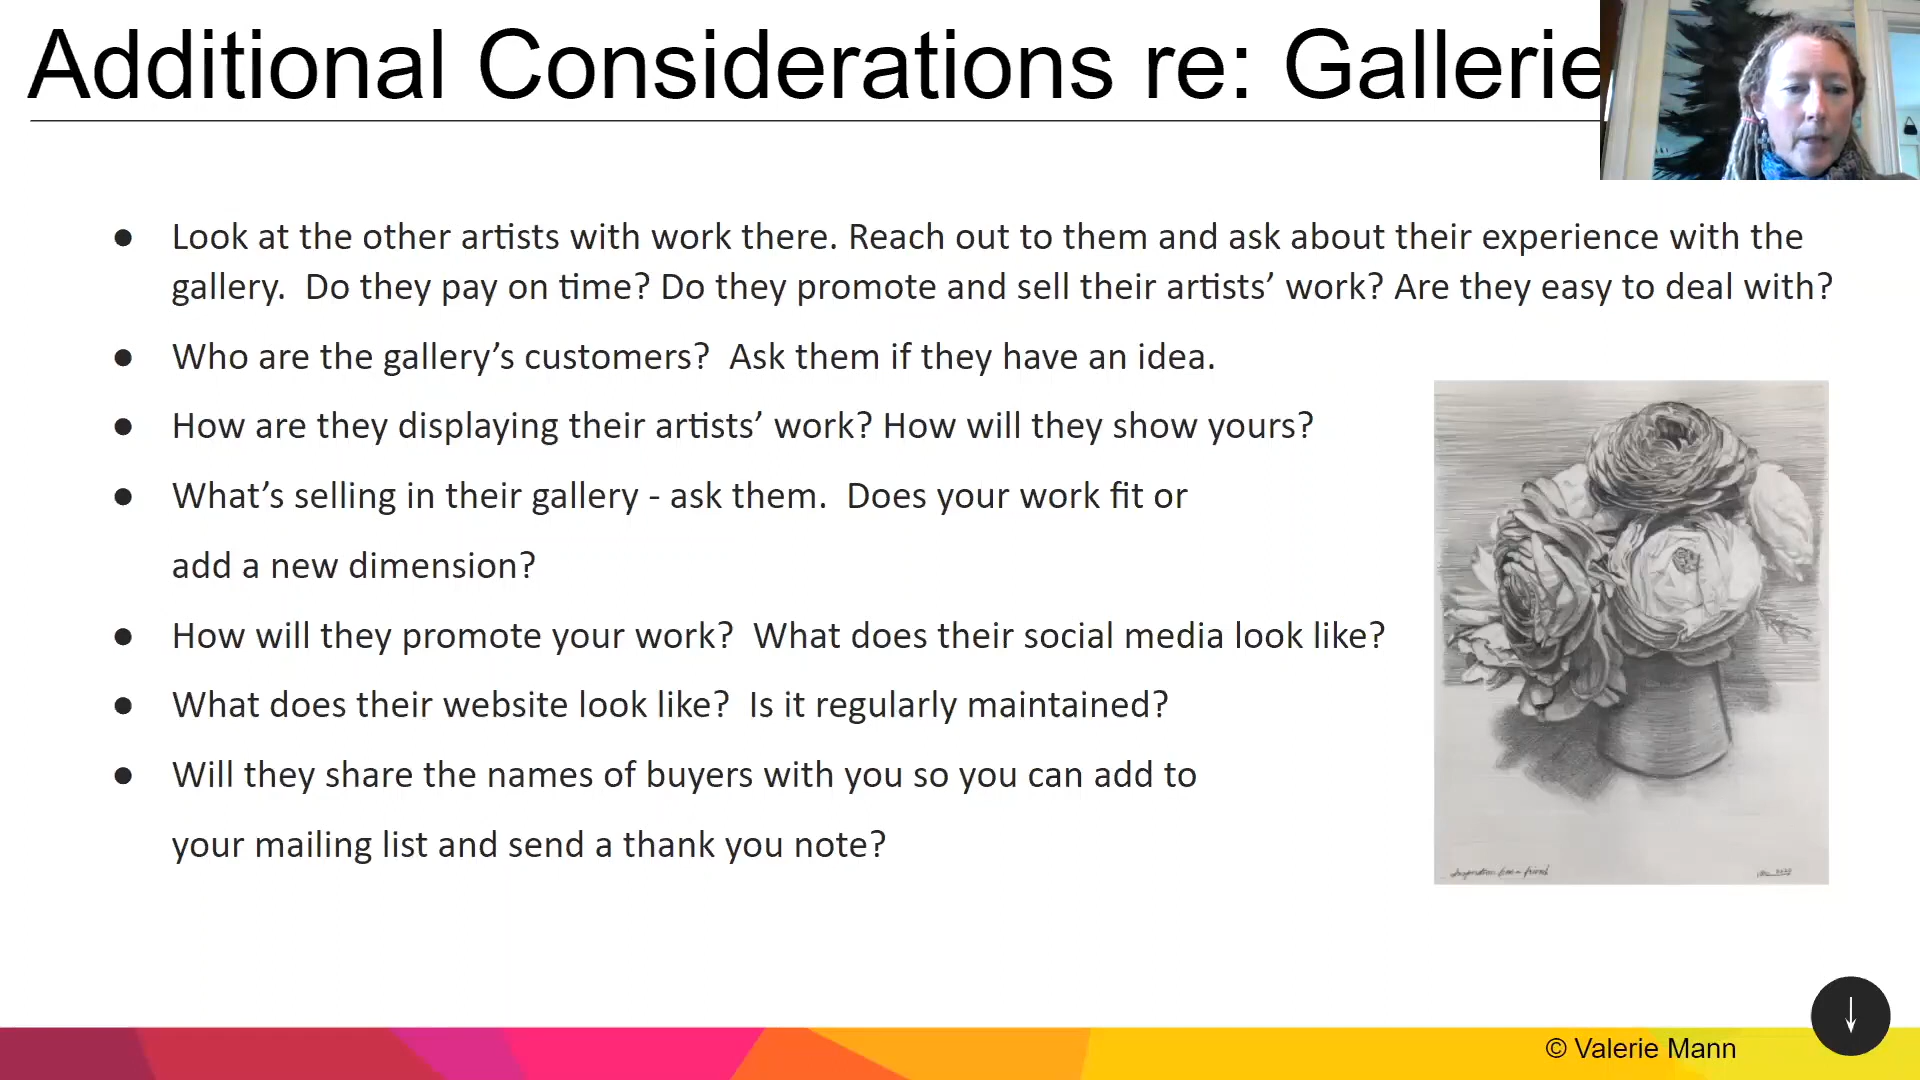 Additional Considerations re: Gallerie
● Look at the other artists with work there. Reach out to them and ask about their experience with the
gallery.  Do they pay on time? Do they promote and sell their artists’ work? Are they easy to deal with?
● Who are the gallery’s customers?  Ask them if they have an idea.
● How are they displaying their artists’ work? How will they show yours?
● What’s selling in their gallery - ask them.  Does your work fit or
add a new dimension?
● How will they promote your work?  What does their social media look like?
● What does their website look like?  Is it regularly maintained?
● Will they share the names of buyers with you so you can add to
your mailing list and send a thank you note?
Inspiration from a friend
© Valerie Mann